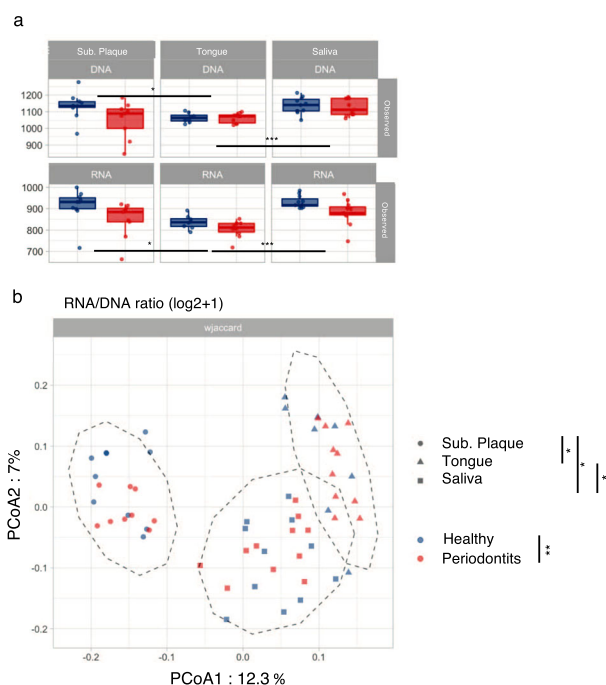 a
Sub. Plaque Tongue Saliva
DNA DNA DNA
1200
1100
1000
900
* ***
Observed
RNA RNA RNA
1000
900
800
700
* ***
Observed
b
RNA/DNA ratio (log2+1)
wjaccard
0.2
0.1
0.0
-0.1
-0.2
PCoA2 : 7%
-0.2 -0.1 0.0 0.1
PCoA1 : 12.3 %
Sub. Plaque
Tongue
Saliva
* * *
Healthy
Periodontits
**